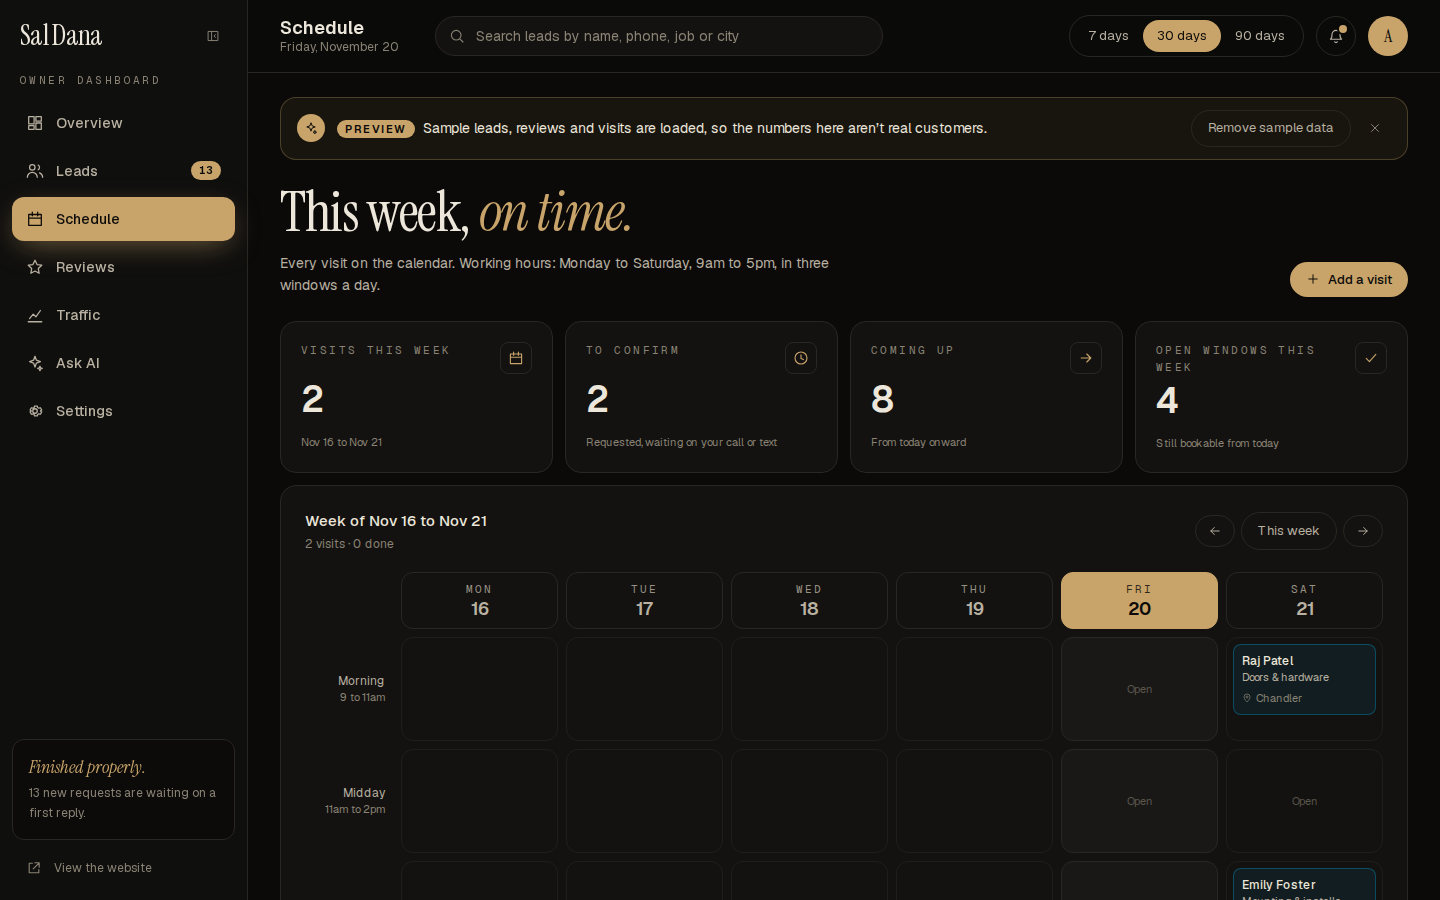 SalDana
OWNER DASHBOARD
Overview
Leads 13
Schedule
Reviews
Traffic
Ask AI
Settings
Finished properly.
13 new requests are waiting on a
first reply.
View the website
Schedule
Friday, November 20
Search leads by name, phone, job or city
7 days 30 days 90 days
A
PREVIEW Sample leads, reviews and visits are loaded, so the numbers here aren't real customers.
Remove sample data
This week, on time.
Every visit on the calendar. Working hours: Monday to Saturday, 9am to 5pm, in three
windows a day.
Add a visit
VISITS THIS WEEK
2
Nov 16 to Nov 21
TO CONFIRM
2
Requested, waiting on your call or text
COMING UP
8
From today onward
OPEN WINDOWS THIS
WEEK
4
Still bookable from today
Week of Nov 16 to Nov 21
2 visits · 0 done
This week
MON TUE WED THU FRI SAT
16 17 18 19 20 21
Morning
9 to 11am
Open
Raj Patel
Doors & hardware
Chandler
Midday
11am to 2pm
Open Open
Emily Foster
Mounting & installs